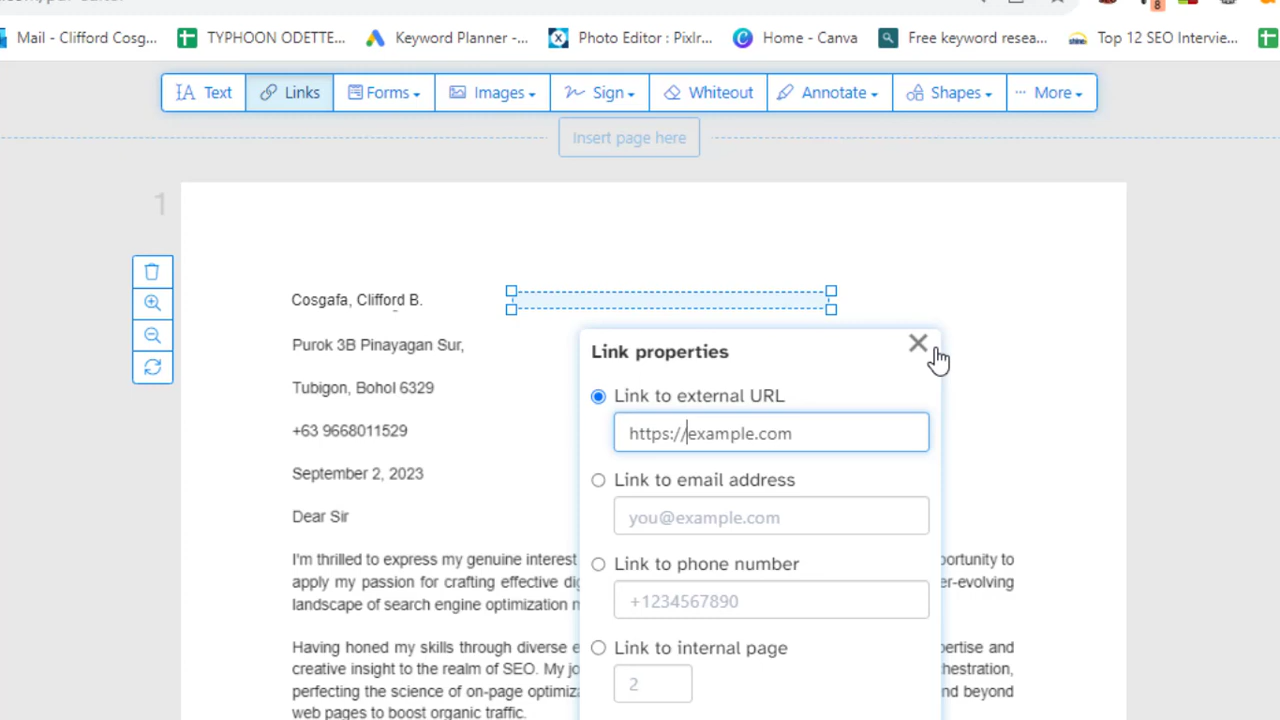 Mail - Clifford Cosg...
TYPHOON ODETTE...
Keyword Planner -...
Photo Editor : Pixlr...
Home - Canva
Free keyword resea...
Top 12 SEO Intervie...
8
Text
Links
Forms
Images
Sign
Whiteout
Annotate
Shapes
More
Insert page here
1
Cosgafa, Clifford B.
Purok 3B Pinayagan Sur,
Tubigon, Bohol 6329
+63 9668011529
September 2, 2023
Dear Sir
I'm thrilled to express my genuine interest
portunity to
apply my passion for crafting effective
er-evolving
landscape of search engine optimization
Having honed my skills through diverse
pertise and
creative insight to the realm of SEO. My
hestration,
perfecting the science of on-page
nd beyond
web pages to boost organic traffic.
Link properties
Link to external URL
https://example.com
Link to email address
you@example.com
Link to phone number
+1234567890
Link to internal page
2